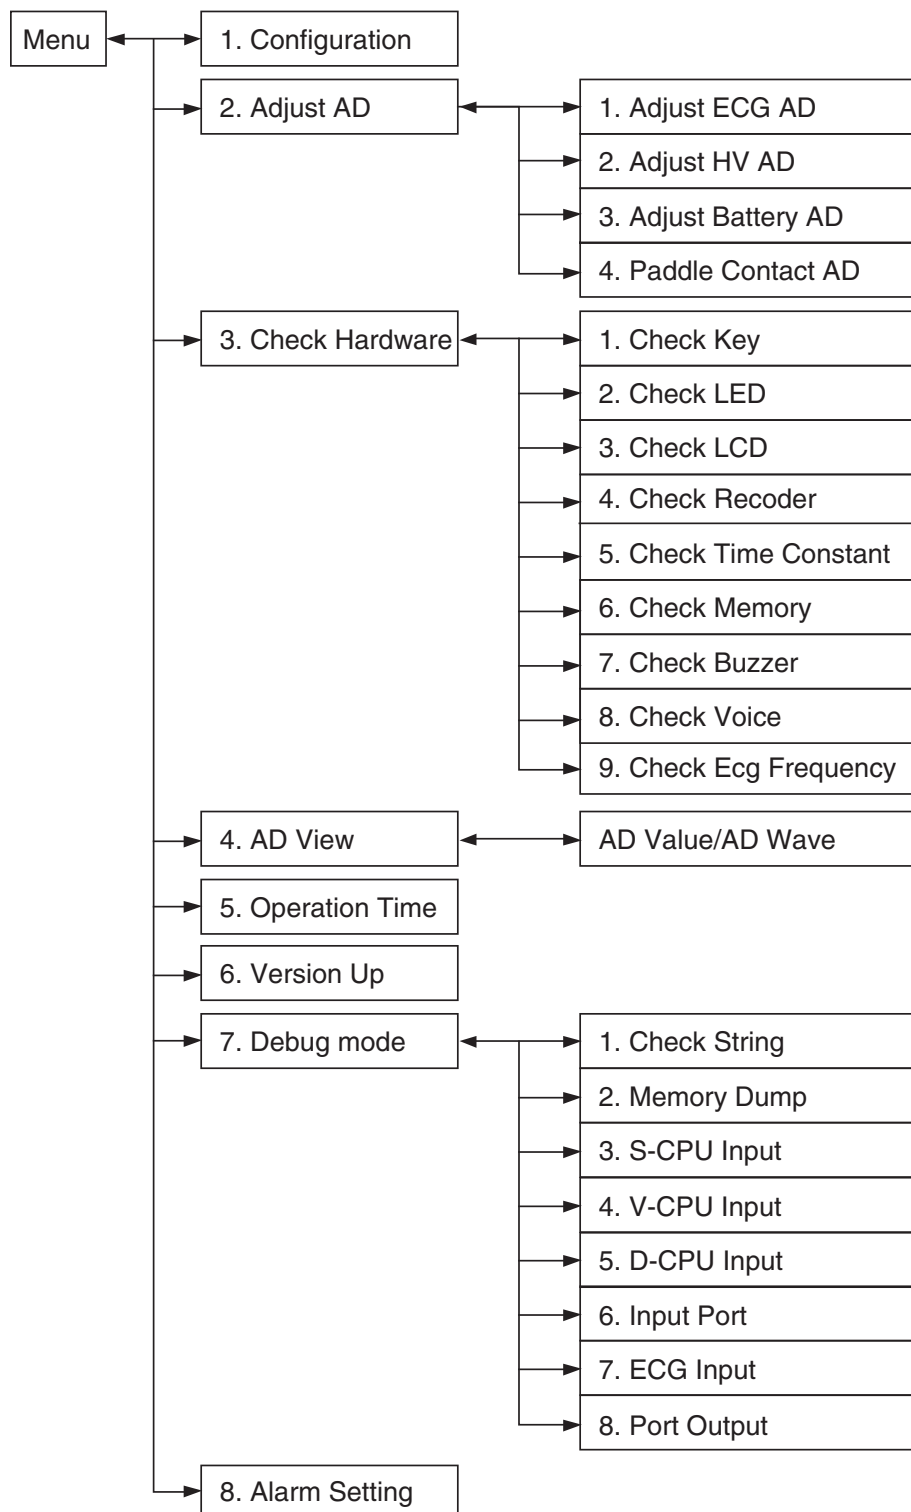 Menu
1. Configuration
2. Adjust AD
1. Adjust ECG AD
2. Adjust HV AD
3. Adjust Battery AD
4. Paddle Contact AD
3. Check Hardware
1. Check Key
2. Check LED
3. Check LCD
4. Check Recoder
5. Check Time Constant
6. Check Memory
7. Check Buzzer
8. Check Voice
9. Check Ecg Frequency
4. AD View
AD Value/AD Wave
5. Operation Time
6. Version Up
7. Debug mode
1. Check String
2. Memory Dump
3. S-CPU Input
4. V-CPU Input
5. D-CPU Input
6. Input Port
7. ECG Input
8. Port Output
8. Alarm Setting